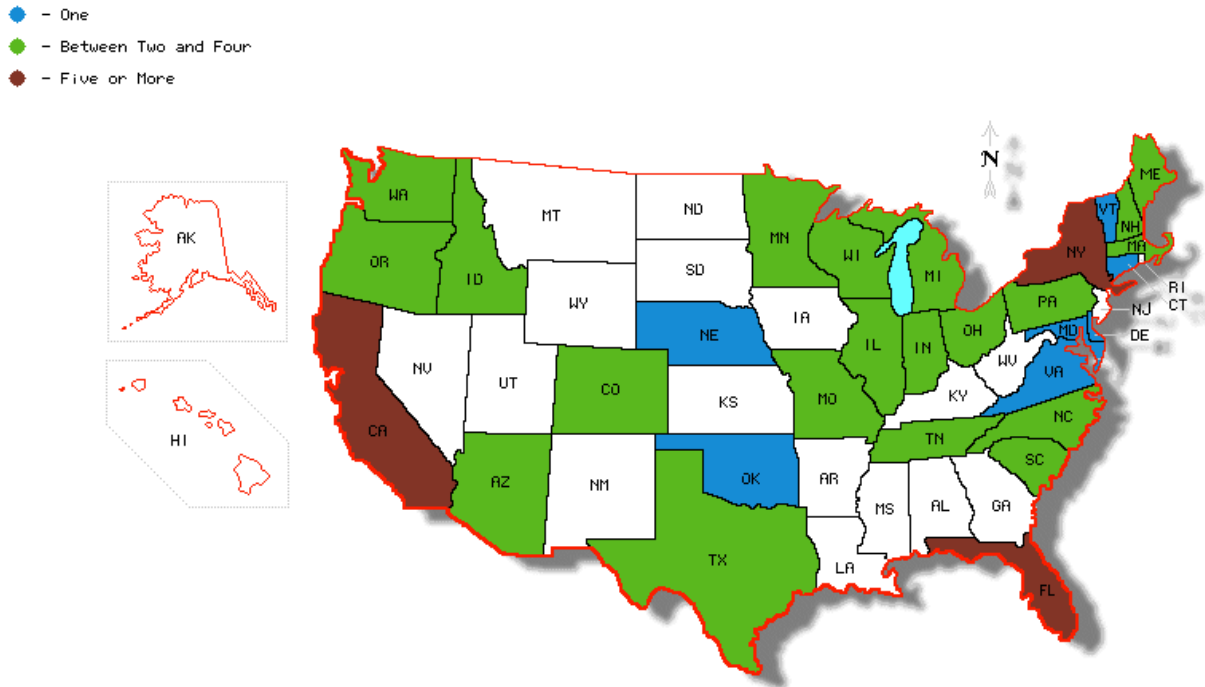 - One
- Between Two and Four
- Five or More
N
ME
WA
MT
ND
VT
NH
MN
MA
OR
ID
WI
NY
MI
SD
RI
WY
PA
CT
NJ
IA
OH
NE
MD
DE
IL
IN
WV
NV
UT
CO
VA
KS
MO
KY
CA
NC
TN
SC
AZ
OK
AR
NM
MS
AL
GA
TX
LA
FL
AK
HI